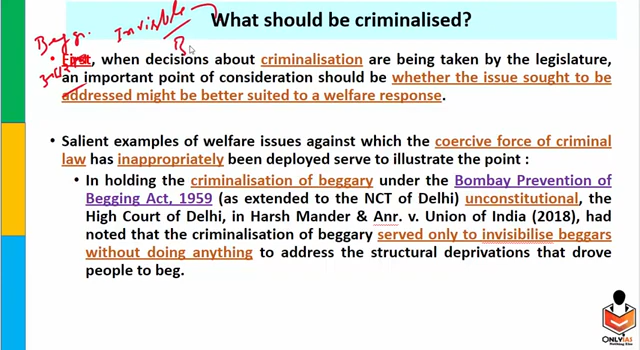 What should be criminalised?
Invisible
B
First, when decisions about criminalisation are being taken by the legislature,
an important point of consideration should be whether the issue sought to be
addressed might be better suited to a welfare response.
• Salient examples of welfare issues against which the coercive force of criminal
law has inappropriately been deployed serve to illustrate the point :
• In holding the criminalisation of beggary under the Bombay Prevention of
Begging Act, 1959 (as extended to the NCT of Delhi) unconstitutional, the
High Court of Delhi, in Harsh Mander & Anr. v. Union of India (2018), had
noted that the criminalisation of beggary served only to invisibilise beggars
without doing anything to address the structural deprivations that drove
people to beg.
ONLYIAS